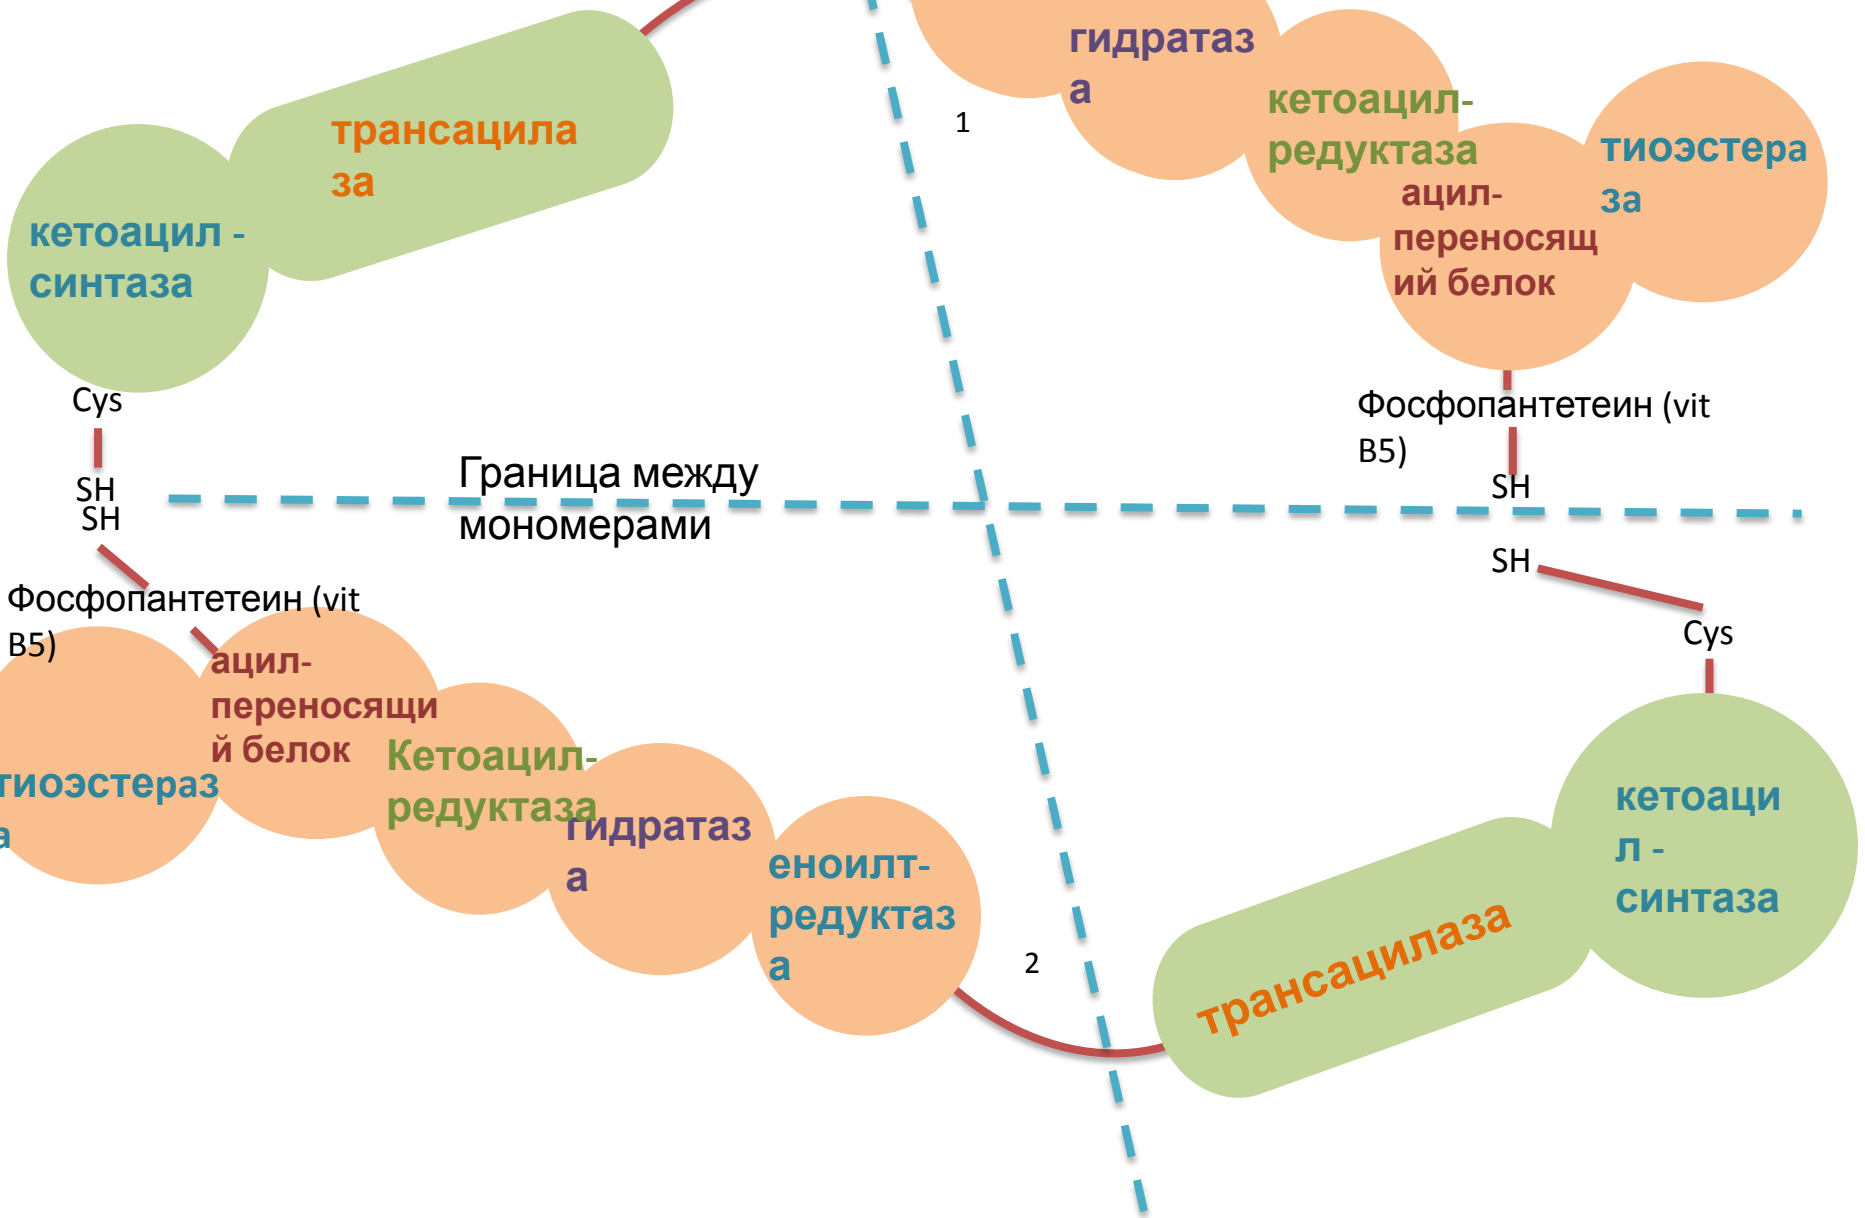 гидратаз
а
кетоацил-
редуктаза
тиоэстера
за
ацил-
переносящ
ий белок
1
трансацила
за
кетоацил -
синтаза
Cys
SH
Фосфопантетеин (vit
B5)
SH
Граница между
мономерами
SH
Фосфопантетеин (vit
B5)
SH
Cys
ацил-
переносящи
й белок
тиоэстераз
а
Кетоацил-
редуктаза
гидратаз
а
еноилт-
редуктаз
а
2
трансацилаза
кетоаци
л -
синтаза